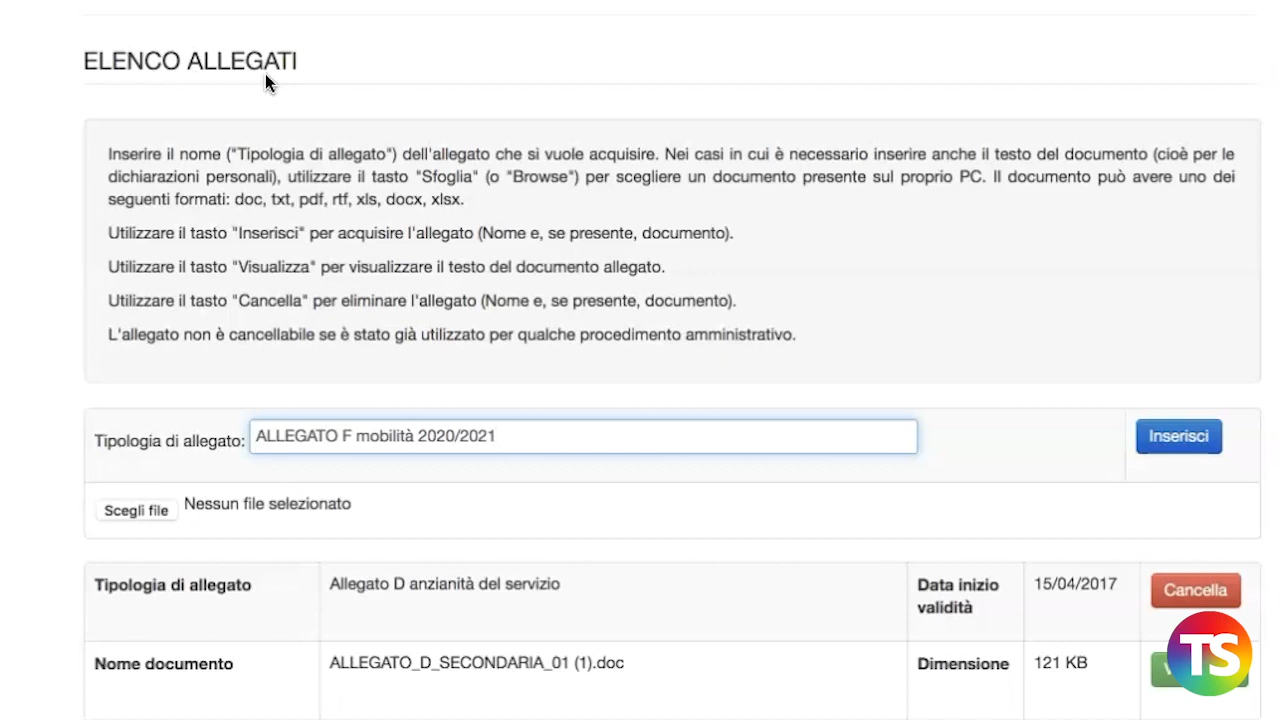 ELENCO ALLEGATI
Inserire il nome ("Tipologia di allegato") dell'allegato che si vuole acquisire. Nei casi in cui è necessario inserire anche il testo del documento (cioè per le
dichiarazioni personali), utilizzare il tasto "Sfoglia" (o "Browse") per scegliere un documento presente sul proprio PC. Il documento può avere uno dei
seguenti formati: doc, txt, pdf, rtf, xls, docx, xlsx.
Utilizzare il tasto "Inserisci" per acquisire l'allegato (Nome e, se presente, documento).
Utilizzare il tasto "Visualizza" per visualizzare il testo del documento allegato.
Utilizzare il tasto "Cancella" per eliminare l'allegato (Nome e, se presente, documento).
L'allegato non è cancellabile se è stato già utilizzato per qualche procedimento amministrativo.
Tipologia di allegato: ALLEGATO F mobilità 2020/2021 Inserisci
Scegli file Nessun file selezionato
Tipologia di allegato Allegato D anzianità del servizio Data inizio 15/04/2017 Cancella
validità
Nome documento ALLEGATO_D_SECONDARIA_01 (1).doc Dimensione 121 KB
TS